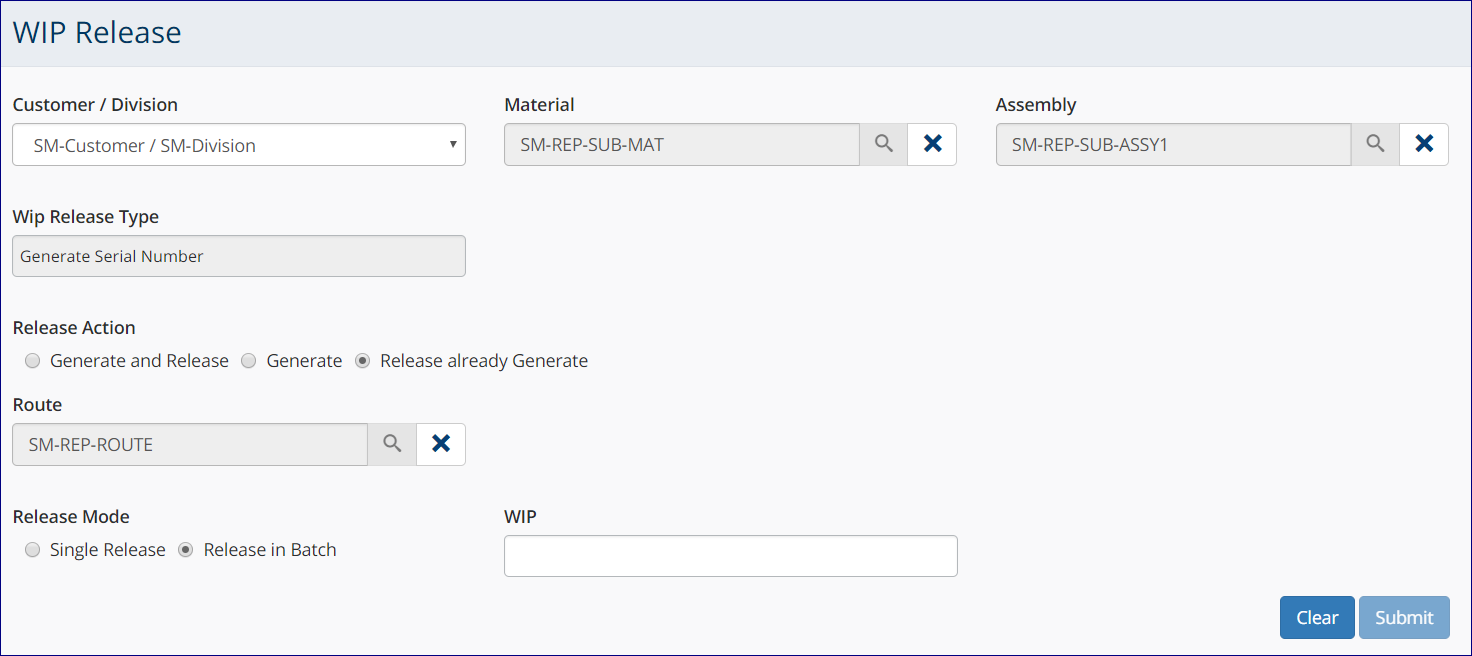 WIP Release
Customer / Division
Material
Assembly
SM-Customer / SM-Division
SM-REP-SUB-MAT
SM-REP-SUB-ASSY1
Wip Release Type
Generate Serial Number
Release Action
Generate and Release
Generate
Release already Generate
Route
SM-REP-ROUTE
Release Mode
WIP
Single Release
Release in Batch
Clear
Submit